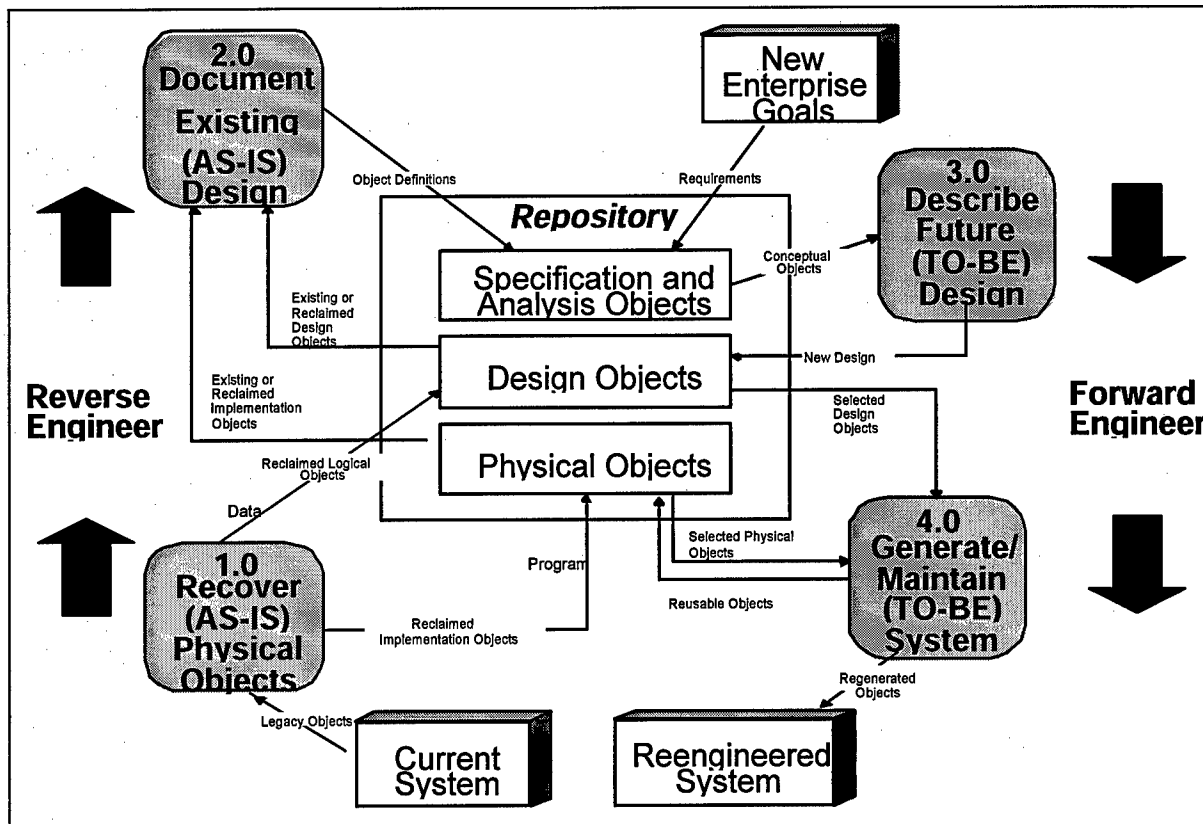 2.0
Document
Existing
(AS-IS)
Design
New
Enterprise
Goals
3.0
Describe
Future
(TO-BE)
Design
Object Definitions
Requirements
Repository
Conceptual
Objects
Specification and
Analysis Objects
Existing or
Reclaimed
Design
Objects
New Design
Design Objects
Existing or
Reclaimed
Implementation
Objects
Selected
Design
Objects
Reverse
Engineer
Forward
Engineer
Physical Objects
Reclaimed Logical
Objects
Data
Program
Selected Physical
Objects
Reusable Objects
1.0
Recover
(AS-IS)
Physical
Objects
4.0
Generate/
Maintain
(TO-BE)
System
Reclaimed
Implementation Objects
Regenerated
Objects
Legacy Objects
Current
System
Reengineered
System